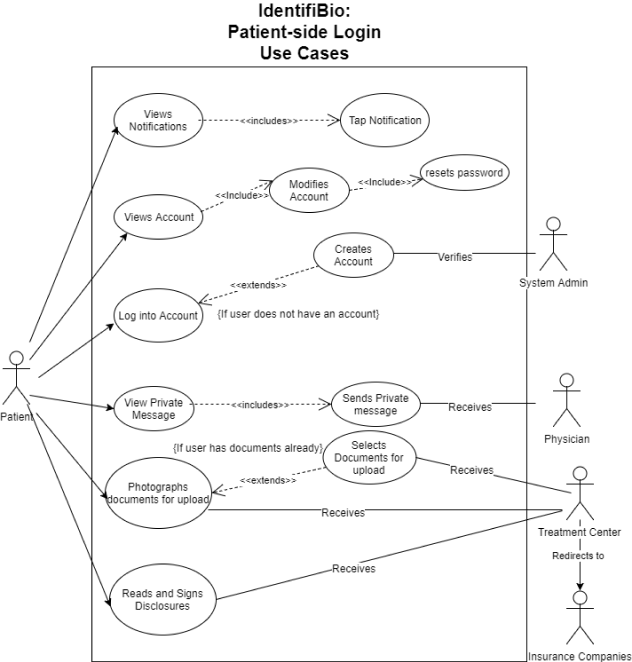 IdentifiBio:
Patient-side Login
Use Cases
Views
Notifications
<<includes>>
Tap Notification
Views Account
<<Include>>
Modifies
Account
<<Include>>
resets password
Creates
Account
Verifies
System Admin
<<extends>>
Log into Account
{If user does not have an account}
Patient
View Private
Message
<<includes>>
Sends Private
message
Receives
Physician
{If user has documents already}
Selects
Documents for
upload
Receives
Photographs
documents for upload
<<extends>>
Receives
Treatment Center
Redirects to
Reads and Signs
Disclosures
Receives
Insurance Companies